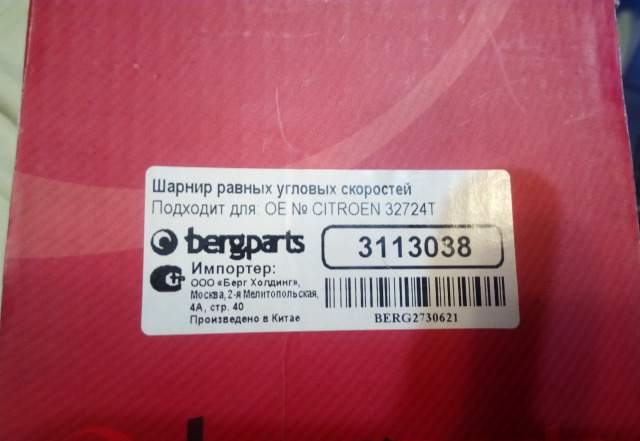 Шарнир равных угловых скоростей
Подходит для: OE № CITROEN 32724T
bergparts
3113038
Импортер:
ООО «Берг Холдинг»,
Москва, 2-я Мелитопольская,
4А, стр. 40
Произведено в Китае
BERG2730621